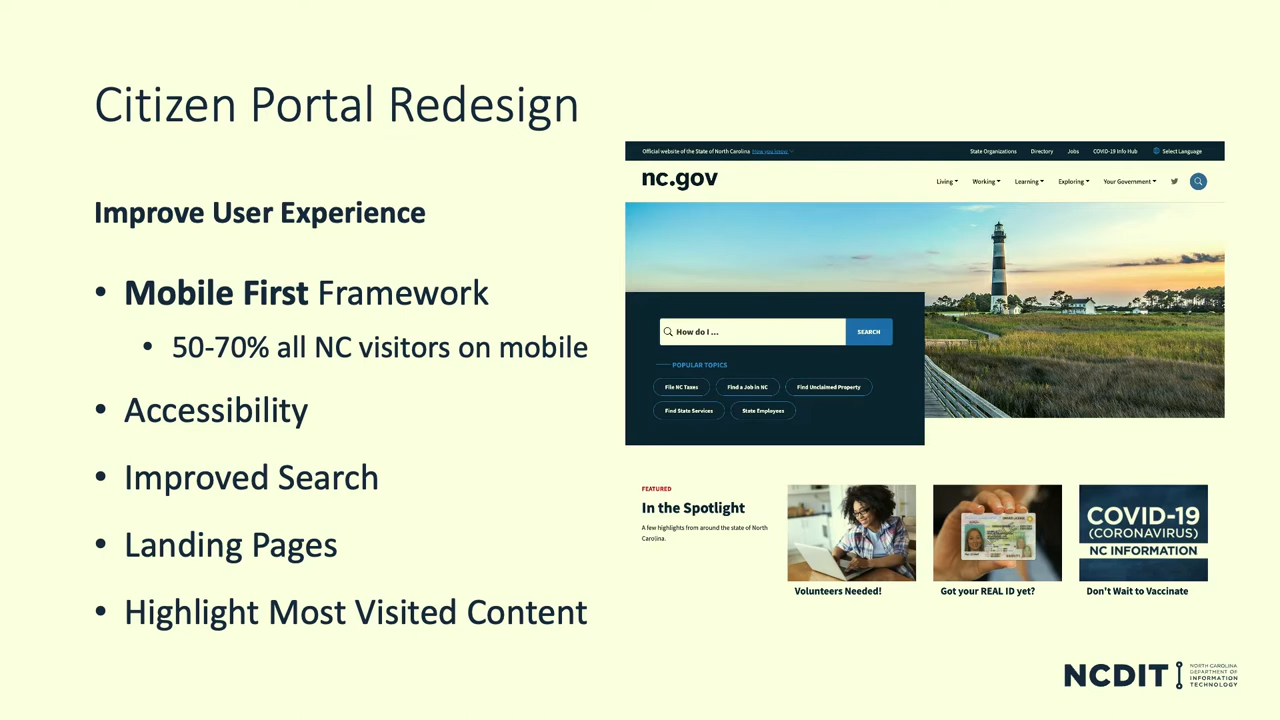 Citizen Portal Redesign
Improve User Experience
• Mobile First Framework
• 50-70% all NC visitors on mobile
• Accessibility
• Improved Search
• Landing Pages
• Highlight Most Visited Content
Official website of the State of North Carolina
State Organizations Directory Jobs COVID-19 Info Hub Select Language
nc.gov
Living Working Learning Exploring Your Government
How do I ...
SEARCH
POPULAR TOPICS
File NC Taxes Find a Job in NC Find Unclaimed Property
Find State Services State Employees
FEATURED
In the Spotlight
A few highlights from around the state of North
Carolina.
Volunteers Needed!
Got your REAL ID yet?
COVID-19
(CORONAVIRUS)
NC INFORMATION
Don't Wait to Vaccinate
NCDIT
NORTH CAROLINA
DEPARTMENT OF
INFORMATION
TECHNOLOGY